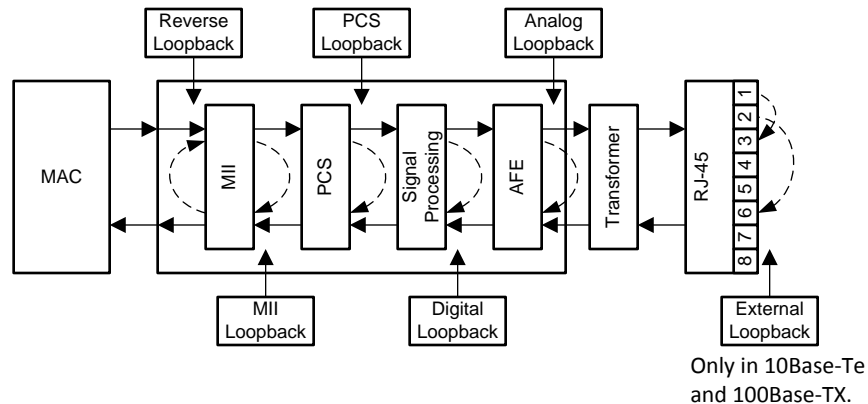 Reverse
Loopback
PCS
Loopback
Analog
Loopback
MAC
MII
PCS
Signal
Processing
AFE
Transformer
RJ-45
1
2
3
4
5
6
7
8
MII
Loopback
Digital
Loopback
External
Loopback
Only in 10Base-Te
and 100Base-TX.